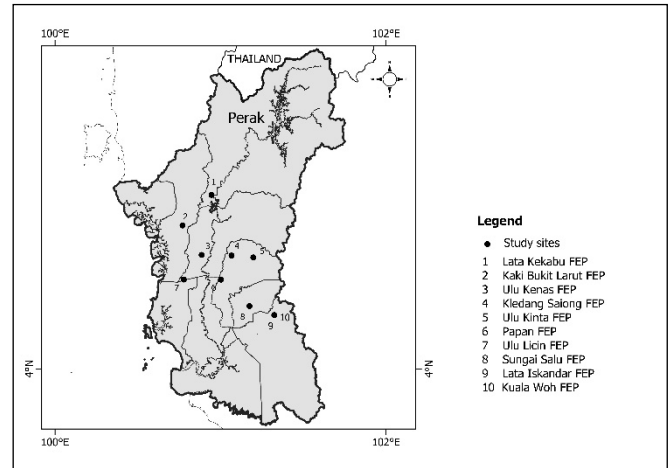 100°E 102°E
THAILAND
Perak
1
2
3 4 5
7 6
8
9 10
4°N 4°N
100°E 102°E
Legend
Study sites
1 Lata Kekabu FEP
2 Kaki Bukit Larut FEP
3 Ulu Kenas FEP
4 Kledang Saiong FEP
5 Ulu Kinta FEP
6 Papan FEP
7 Ulu Licin FEP
8 Sungai Salu FEP
9 Lata Iskandar FEP
10 Kuala Woh FEP